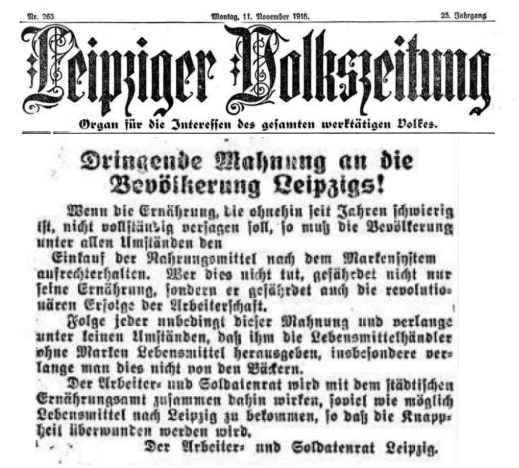 Nr. 263 Montag, 11. November 1918. 25. Jahrgang
Leipziger Volkszeitung
Organ für die Interessen des gesamten werktätigen Volkes.
Dringende Mahnung an die
Bevölkerung Leipzigs!
Wenn die Ernährung, die ohnehin seit Jahren schwierig
ist, nicht vollständig versagen soll, so muß die Bevölkerung
unter allen Umständen den
Einkauf der Nahrungsmittel nach dem Markensystem
aufrechterhalten. Wer dies nicht tut, gefährdet nicht nur
seine Ernährung, sondern er gefährdet auch die revolutio-
nären Erfolge der Arbeiterschaft.
Folge jeder unbedingt dieser Mahnung und verlange
unter keinen Umständen, daß ihm die Lebensmittelhändler
ohne Marken Lebensmittel herausgeben, insbesondere ver-
lange man dies nicht von den Bäckern.
Der Arbeiter- und Soldatenrat wird mit dem städtischen
Ernährungsamt zusammen dahin wirken, soviel wie möglich
Lebensmittel nach Leipzig zu bekommen, so daß die Knapp-
heit überwunden werden wird.
Der Arbeiter- und Soldatenrat Leipzig.